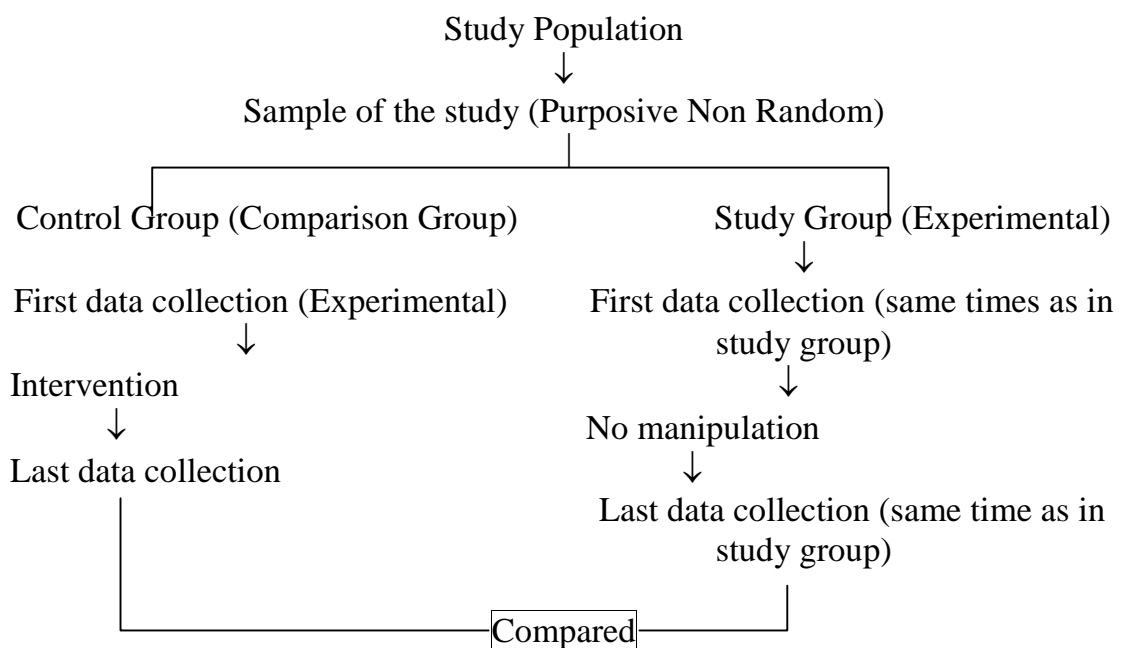 Study Population
Sample of the study (Purposive Non Random)
Control Group (Comparison Group)
First data collection (Experimental)
Intervention
Last data collection
Study Group (Experimental)
First data collection (same times as in
study group)
No manipulation
Last data collection (same time as in
study group)
Compared